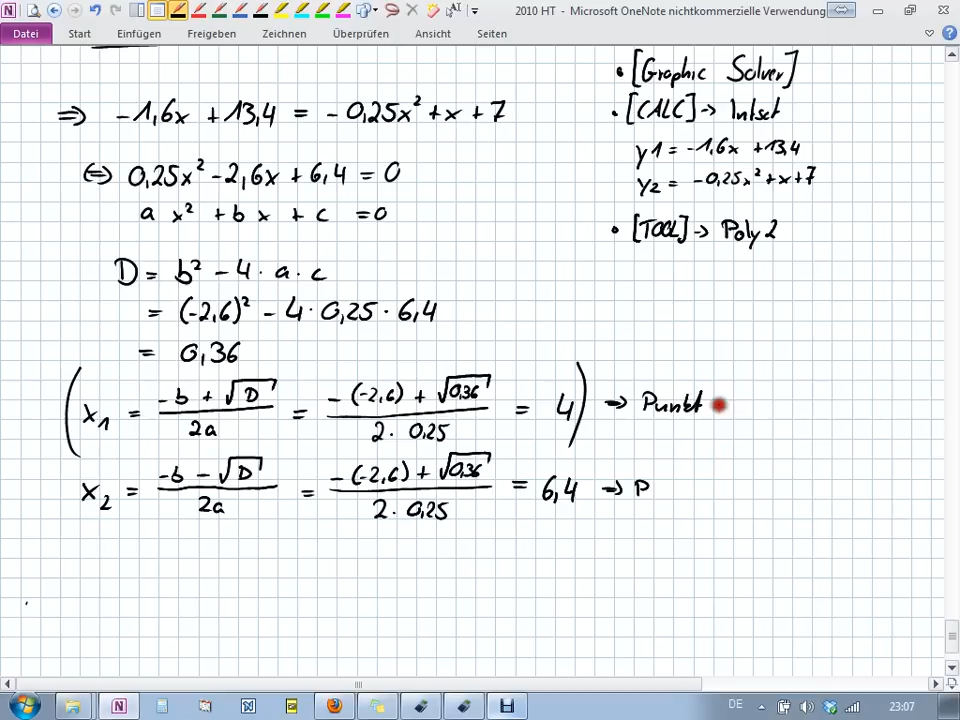 2010 HT - Microsoft OneNote nichtkommerzielle Verwendung
Datei Start Einfügen Freigeben Zeichnen Überprüfen Ansicht Seiten
• [Graphic Solver]
⇒ -1,6x + 13,4 = -0,25x² + x + 7
• [CALC] → Intsct
y1 = -1,6x + 13,4
y2 = -0,25x² + x + 7
⇔ 0,25x² - 2,6x + 6,4 = 0
a x² + b x + c = 0
• [TOOL] → Poly 2
D = b² - 4 · a · c
= (-2,6)² - 4 · 0,25 · 6,4
= 0,36
( x₁ = (-b + √D) / 2a = (-(-2,6) + √0,36) / (2 · 0,25) = 4 ) → Punkt
x₂ = (-b - √D) / 2a = (-(-2,6) + √0,36) / (2 · 0,25) = 6,4 → P
DE 23:07